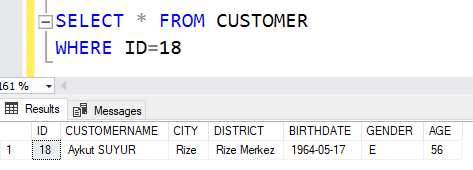 SELECT * FROM CUSTOMER
WHERE ID=18
161 %
Results Messages
ID CUSTOMERNAME CITY DISTRICT BIRTHDATE GENDER AGE
1 18 Aykut SUYUR Rize Rize Merkez 1964-05-17 E 56